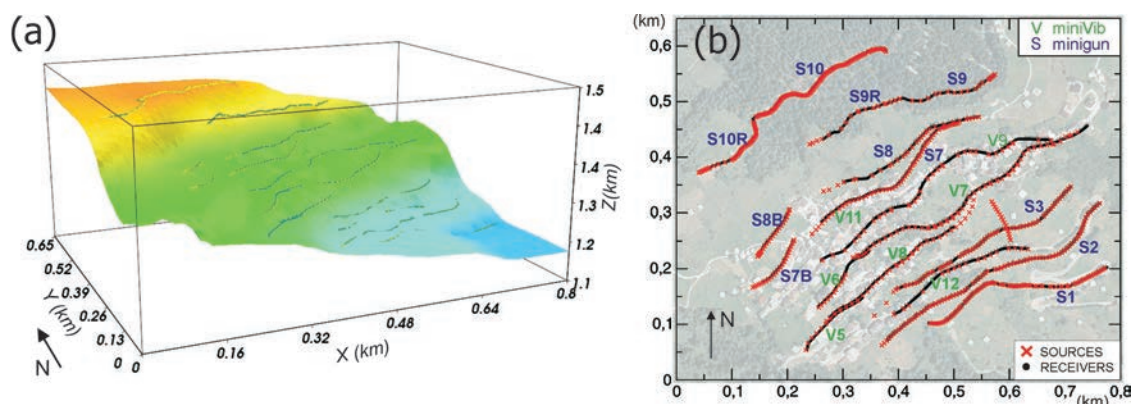 (a)
1.5
1.4
1.3
1.2
1.1
Z(km)
0.65
0.52
0.39
0.26
0.13
0
Y (km)
0
0.16
0.32
0.48
0.64
0.8
X (km)
N
(km)
(b)
V miniVib
S minigun
0,6
0,5
0,4
0,3
0,2
0,1
0
S10
S9
S9R
S10R
S8
S7
V9
V7
S3
S8B
V11
S2
S7B
V6
V8
V12
S1
V5
N
× SOURCES
• RECEIVERS
0
0,1
0,2
0,3
0,4
0,5
0,6
0,7
(km)
0,8